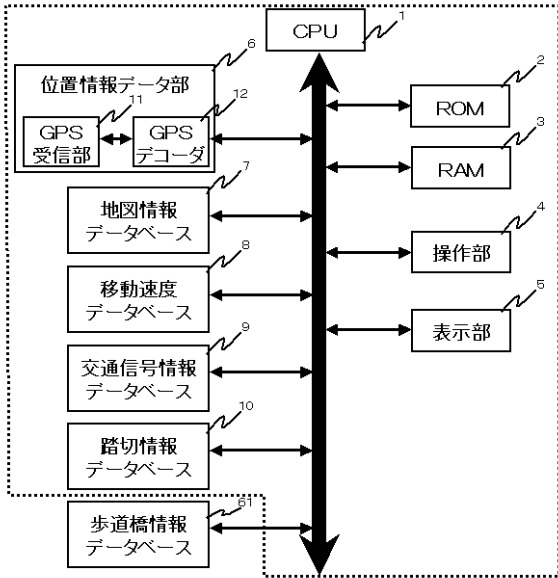 CPU
1
6
位置情報データ部
11
12
GPS
受信部
GPS
デコーダ
2
ROM
3
RAM
7
地図情報
データベース
4
操作部
8
移動速度
データベース
5
表示部
9
交通信号情報
データベース
10
踏切情報
データベース
61
歩道橋情報
データベース